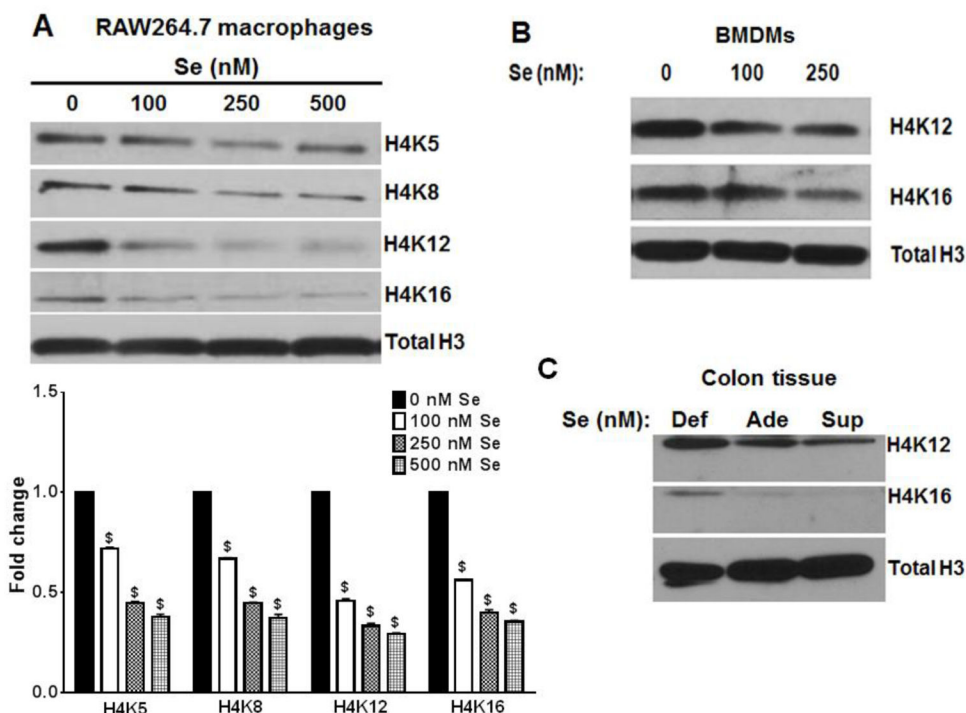 A RAW264.7 macrophages
Se (nM)
0 100 250 500
H4K5
H4K8
H4K12
H4K16
Total H3
1.5
1.0
0.5
0.0
Fold change
0 nM Se
100 nM Se
250 nM Se
500 nM Se
$ $ $ $ $ $ $ $ $ $ $ $
H4K5 H4K8 H4K12 H4K16
B BMDMs
Se (nM): 0 100 250
H4K12
H4K16
Total H3
C Colon tissue
Se (nM): Def Ade Sup
H4K12
H4K16
Total H3